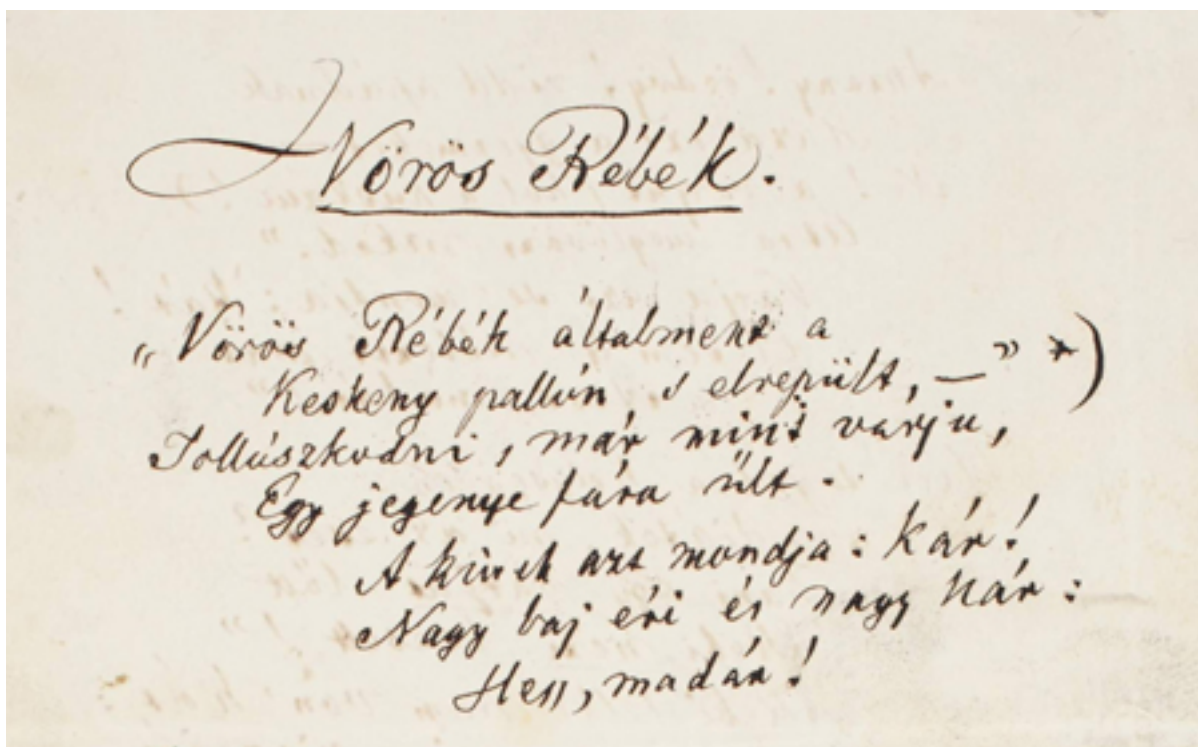 Vörös Rébék.
„Vörös Rébék általment a
Keskeny pallón s elrepült, —” *)
Tollászkodni, már mint varju,
Egy jegenye fára ült.
A kinek azt mondja: kár!
Nagy baj éri és nagy kár:
Hess, madár!